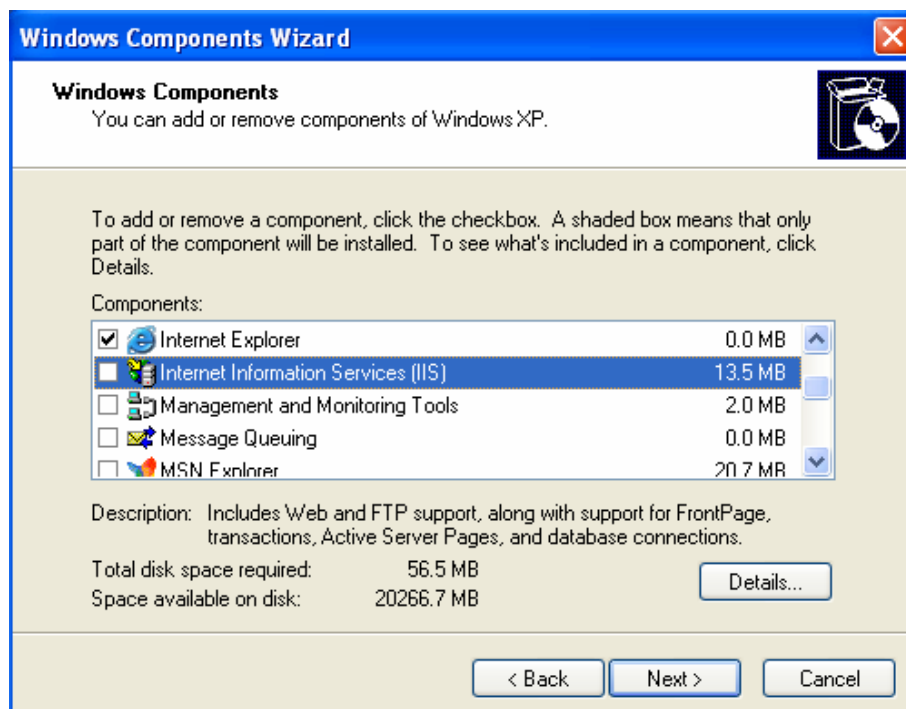 Windows Components Wizard
Windows Components
You can add or remove components of Windows XP.
To add or remove a component, click the checkbox. A shaded box means that only
part of the component will be installed. To see what's included in a component, click
Details.
Components:
Internet Explorer 0.0 MB
Internet Information Services (IIS) 13.5 MB
Management and Monitoring Tools 2.0 MB
Message Queuing 0.0 MB
MSN Explorer 20.7 MB
Description: Includes Web and FTP support, along with support for FrontPage,
transactions, Active Server Pages, and database connections.
Total disk space required: 56.5 MB
Space available on disk: 20266.7 MB
Details...
< Back Next > Cancel